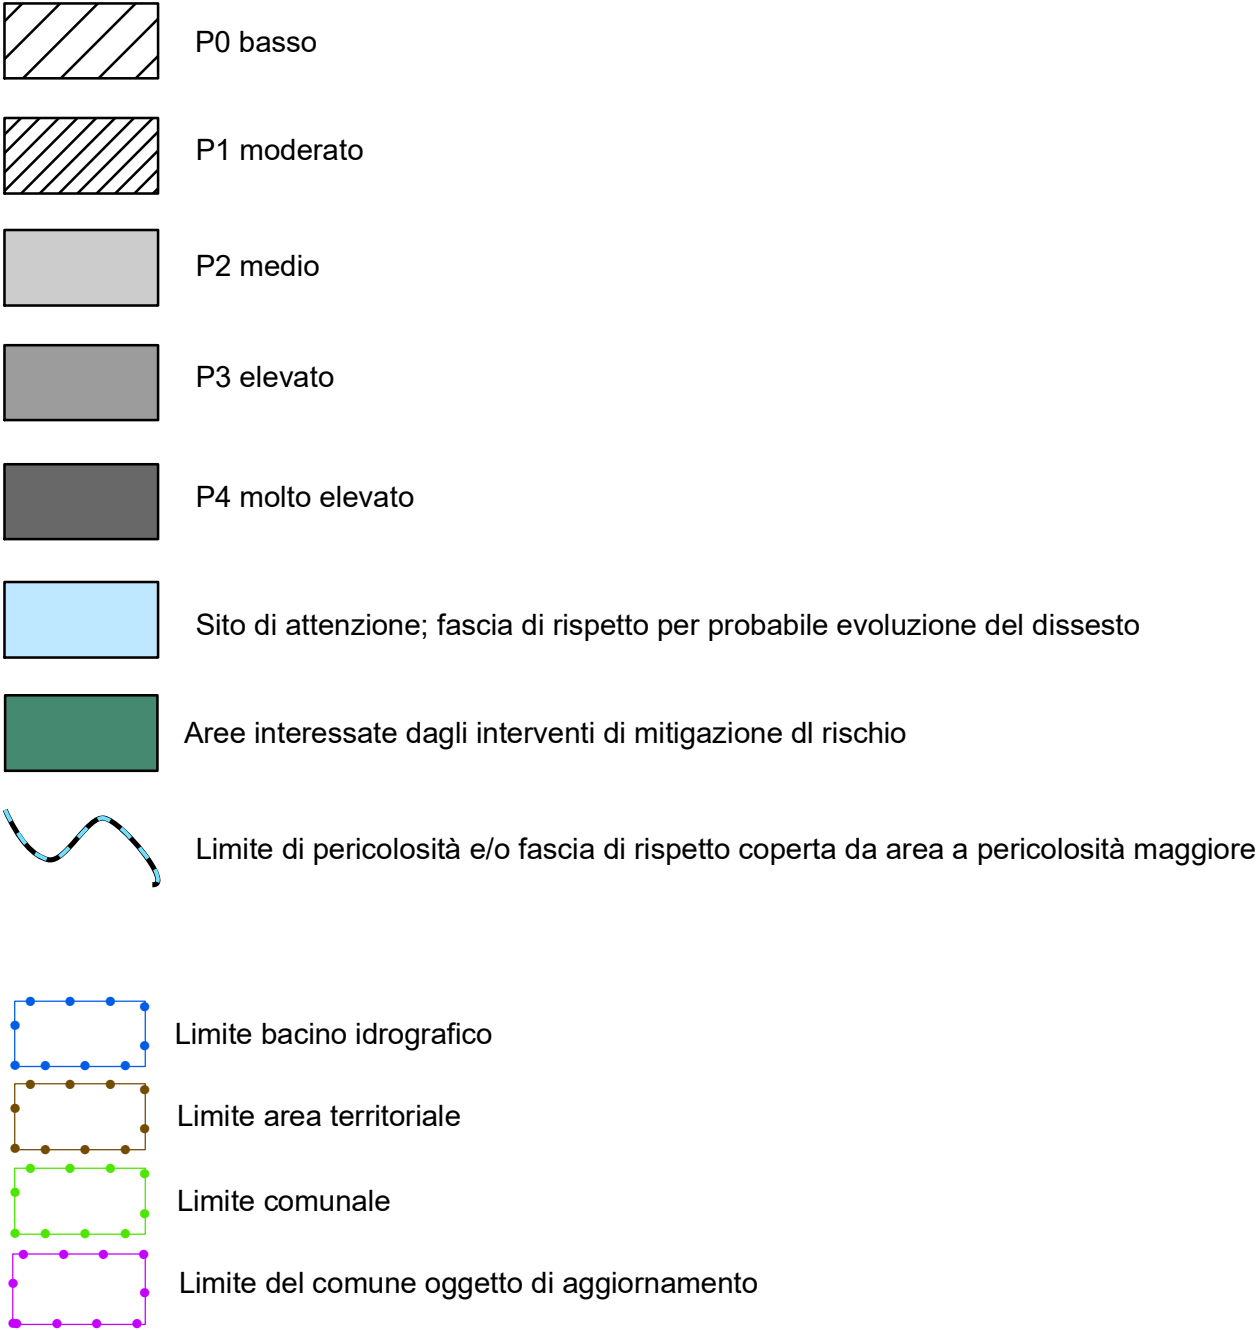 P0 basso
P1 moderato
P2 medio
P3 elevato
P4 molto elevato
Sito di attenzione; fascia di rispetto per probabile evoluzione del dissesto
Aree interessate dagli interventi di mitigazione dl rischio
Limite di pericolosità e/o fascia di rispetto coperta da area a pericolosità maggiore
Limite bacino idrografico
Limite area territoriale
Limite comunale
Limite del comune oggetto di aggiornamento